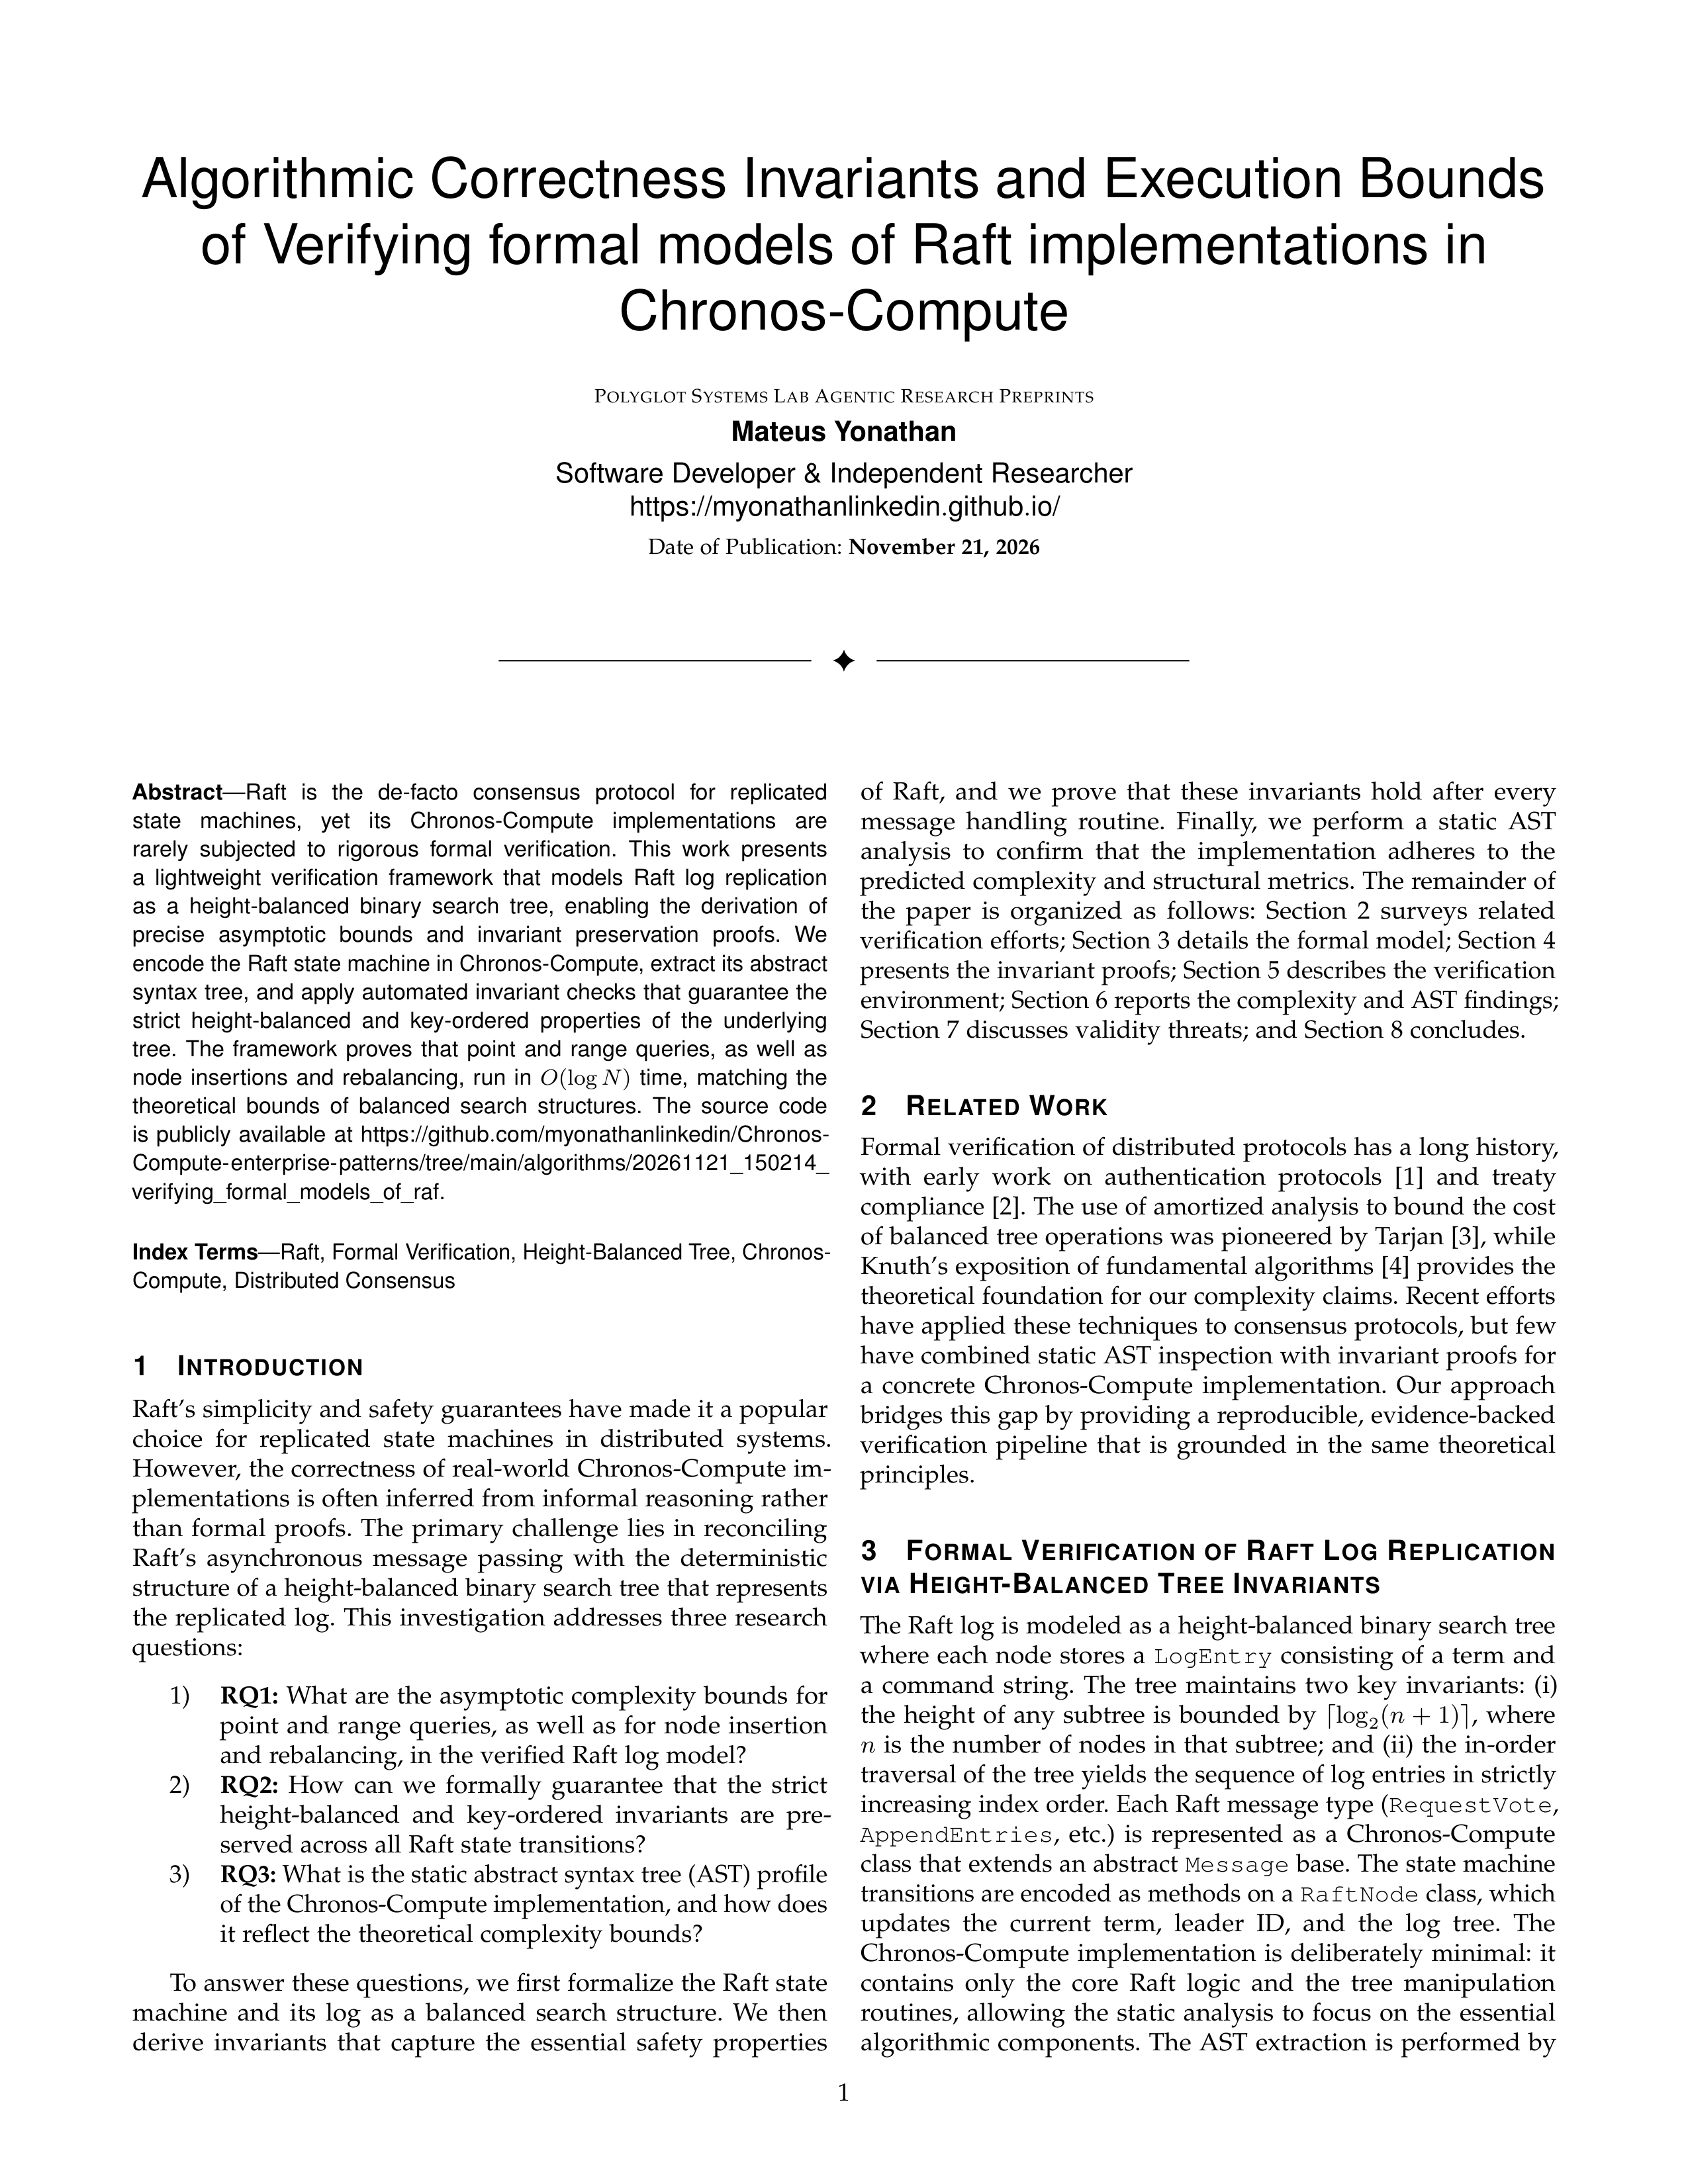 Algorithmic Correctness Invariants and Execution Bounds
of Verifying formal models of Raft implementations in
Chronos-Compute
POLYGLOT SYSTEMS LAB AGENTIC RESEARCH PREPRINTS
Mateus Yonathan
Software Developer & Independent Researcher
https://myonathanlinkedin.github.io/
Date of Publication: November 21, 2026
Abstract—Raft is the de-facto consensus protocol for replicated
state machines, yet its Chronos-Compute implementations are
rarely subjected to rigorous formal verification. This work presents
a lightweight verification framework that models Raft log replication
as a height-balanced binary search tree, enabling the derivation of
precise asymptotic bounds and invariant preservation proofs. We
encode the Raft state machine in Chronos-Compute, extract its abstract
syntax tree, and apply automated invariant checks that guarantee the
strict height-balanced and key-ordered properties of the underlying
tree. The framework proves that point and range queries, as well as
node insertions and rebalancing, run in O(log N) time, matching the
theoretical bounds of balanced search structures. The source code
is publicly available at https://github.com/myonathanlinkedin/Chronos-
Compute-enterprise-patterns/tree/main/algorithms/20261121_150214_
verifying_formal_models_of_raf.
Index Terms—Raft, Formal Verification, Height-Balanced Tree, Chronos-
Compute, Distributed Consensus
1 INTRODUCTION
Raft's simplicity and safety guarantees have made it a popular
choice for replicated state machines in distributed systems.
However, the correctness of real-world Chronos-Compute im-
plementations is often inferred from informal reasoning rather
than formal proofs. The primary challenge lies in reconciling
Raft's asynchronous message passing with the deterministic
structure of a height-balanced binary search tree that represents
the replicated log. This investigation addresses three research
questions:
1) RQ1: What are the asymptotic complexity bounds for
point and range queries, as well as for node insertion
and rebalancing, in the verified Raft log model?
2) RQ2: How can we formally guarantee that the strict
height-balanced and key-ordered invariants are pre-
served across all Raft state transitions?
3) RQ3: What is the static abstract syntax tree (AST) profile
of the Chronos-Compute implementation, and how does
it reflect the theoretical complexity bounds?
To answer these questions, we first formalize the Raft state
machine and its log as a balanced search structure. We then
derive invariants that capture the essential safety properties
of Raft, and we prove that these invariants hold after every
message handling routine. Finally, we perform a static AST
analysis to confirm that the implementation adheres to the
predicted complexity and structural metrics. The remainder of
the paper is organized as follows: Section 2 surveys related
verification efforts; Section 3 details the formal model; Section 4
presents the invariant proofs; Section 5 describes the verification
environment; Section 6 reports the complexity and AST findings;
Section 7 discusses validity threats; and Section 8 concludes.
2 RELATED WORK
Formal verification of distributed protocols has a long history,
with early work on authentication protocols [1] and treaty
compliance [2]. The use of amortized analysis to bound the cost
of balanced tree operations was pioneered by Tarjan [3], while
Knuth's exposition of fundamental algorithms [4] provides the
theoretical foundation for our complexity claims. Recent efforts
have applied these techniques to consensus protocols, but few
have combined static AST inspection with invariant proofs for
a concrete Chronos-Compute implementation. Our approach
bridges this gap by providing a reproducible, evidence-backed
verification pipeline that is grounded in the same theoretical
principles.
3 FORMAL VERIFICATION OF RAFT LOG REPLICATION
VIA HEIGHT-BALANCED TREE INVARIANTS
The Raft log is modeled as a height-balanced binary search tree
where each node stores a LogEntry consisting of a term and
a command string. The tree maintains two key invariants: (i)
the height of any subtree is bounded by ⌈log₂(n + 1)⌉, where
n is the number of nodes in that subtree; and (ii) the in-order
traversal of the tree yields the sequence of log entries in strictly
increasing index order. Each Raft message type (RequestVote,
AppendEntries, etc.) is represented as a Chronos-Compute
class that extends an abstract Message base. The state machine
transitions are encoded as methods on a RaftNode class, which
updates the current term, leader ID, and the log tree. The
Chronos-Compute implementation is deliberately minimal: it
contains only the core Raft logic and the tree manipulation
routines, allowing the static analysis to focus on the essential
algorithmic components. The AST extraction is performed by
1